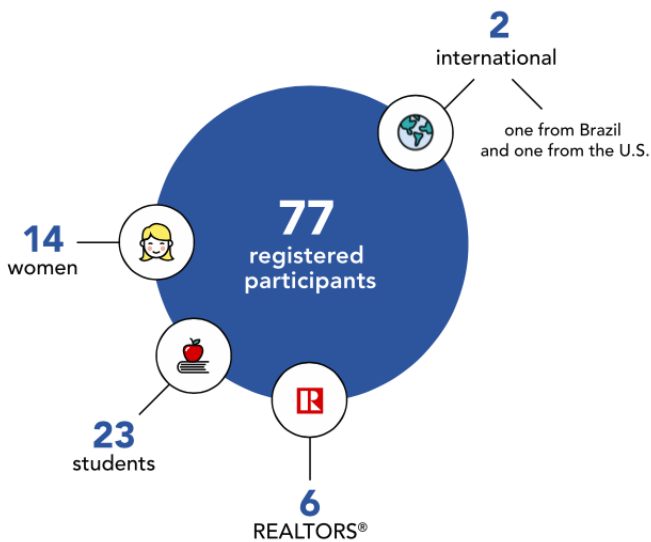 2
international
one from Brazil
and one from the U.S.
77
registered
participants
14
women
23
students
6
REALTORS®
R